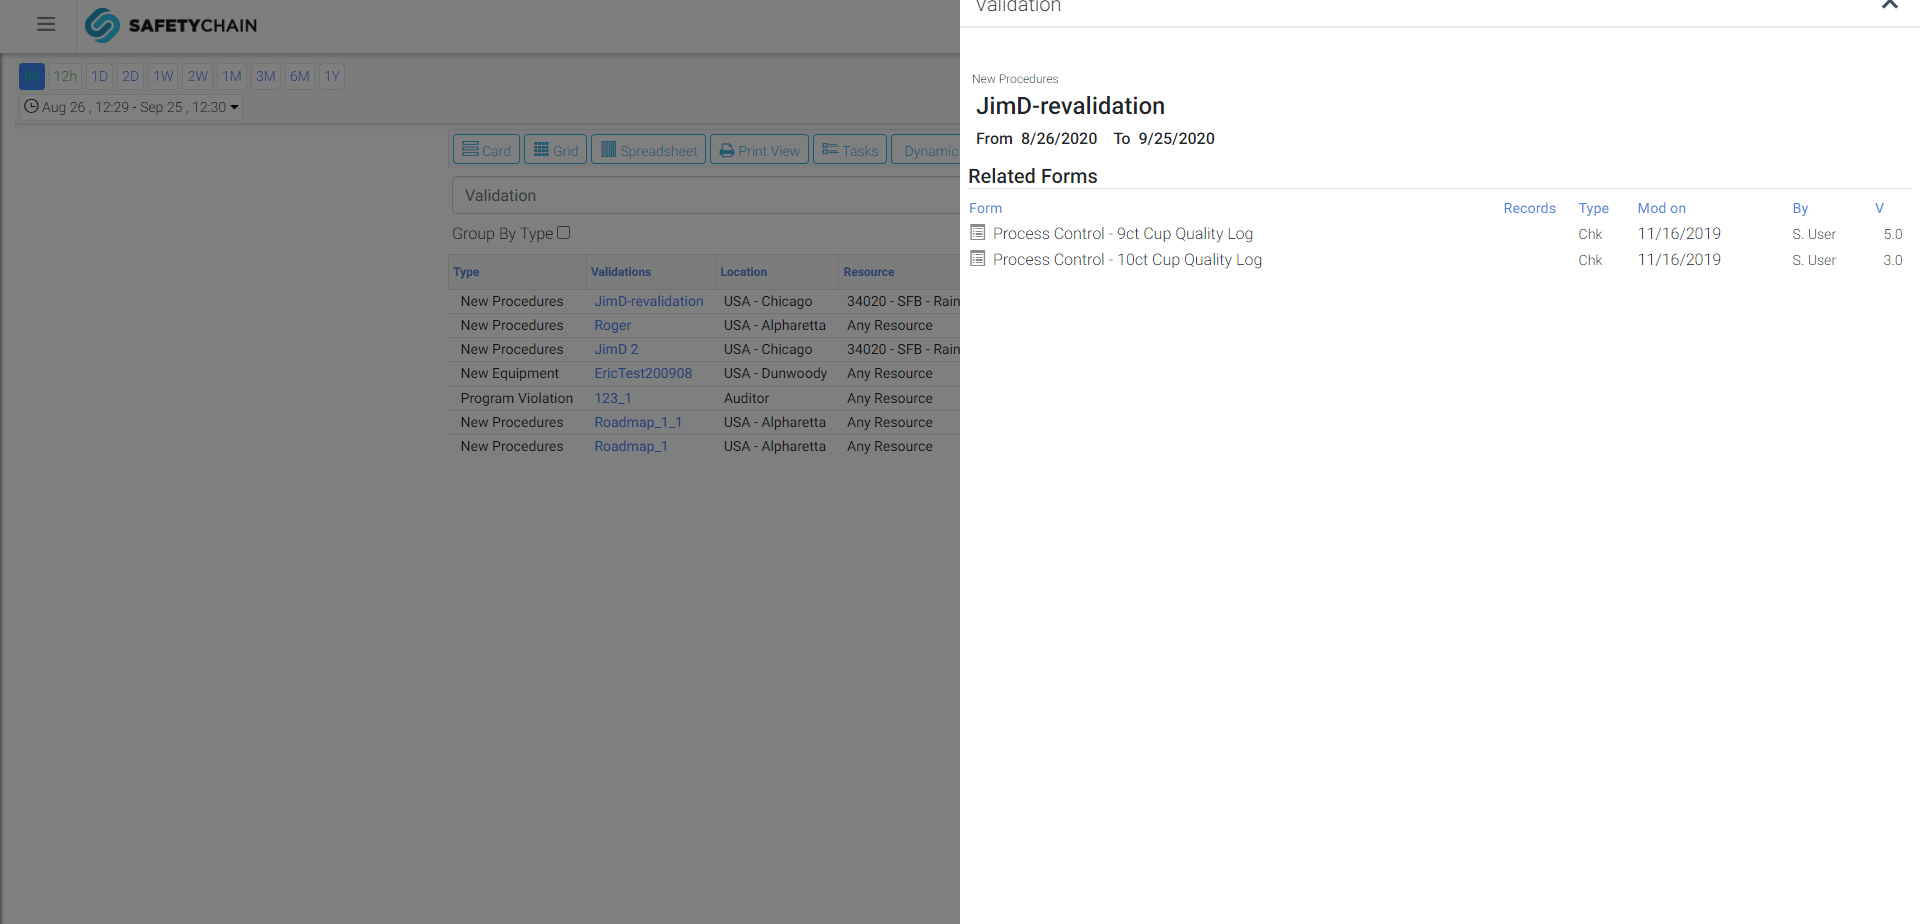 SAFETYCHAIN
12h 1D 2D 1W 2W 1M 3M 6M 1Y
Aug 26 , 12:29 - Sep 25 , 12:30
Card Grid Spreadsheet Print View Tasks Dynamic
Validation
Group By Type
Type Validations Location Resource
New Procedures JimD-revalidation USA - Chicago 34020 - SFB - Rain
New Procedures Roger USA - Alpharetta Any Resource
New Procedures JimD 2 USA - Chicago 34020 - SFB - Rain
New Equipment EricTest200908 USA - Dunwoody Any Resource
Program Violation 123_1 Auditor Any Resource
New Procedures Roadmap_1_1 USA - Alpharetta Any Resource
New Procedures Roadmap_1 USA - Alpharetta Any Resource
Validation
New Procedures
JimD-revalidation
From 8/26/2020 To 9/25/2020
Related Forms
Form Records Type Mod on By V
Process Control - 9ct Cup Quality Log Chk 11/16/2019 S. User 5.0
Process Control - 10ct Cup Quality Log Chk 11/16/2019 S. User 3.0